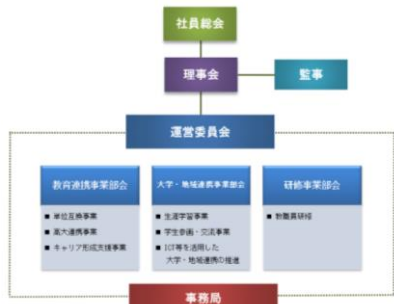 社員総会
理事会
監事
運営委員会
教育連携事業部会
■ 単位互換事業
■ 高大連携事業
■ キャリア形成支援事業
大学・地域連携事業部会
■ 生涯学習事業
■ 学生参画・交流事業
■ ICT等を活用した
大学・地域連携の推進
研修事業部会
■ 教職員研修
事務局